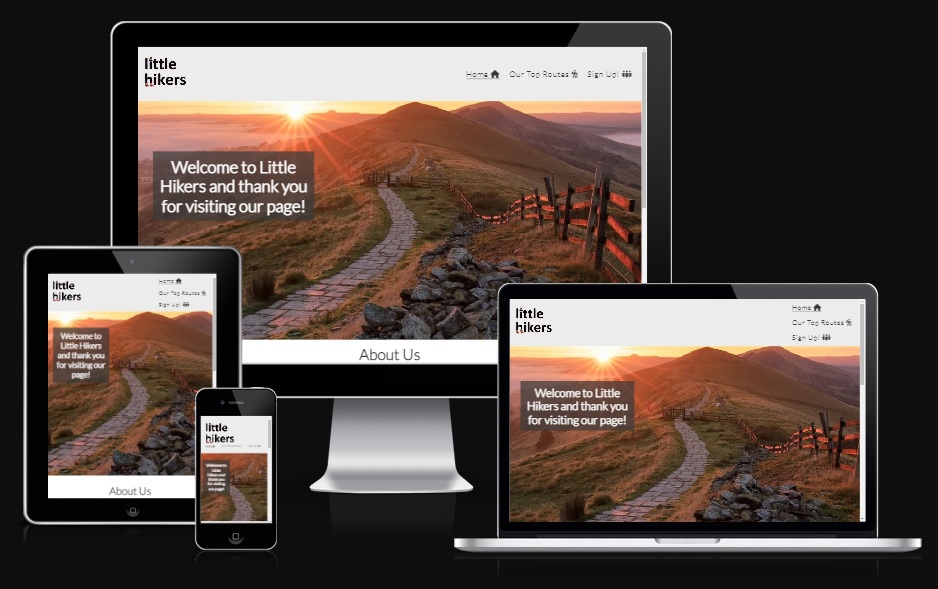 little
hikers
Home
Our Top Routes
Sign Up!
Welcome to Little
Hikers and thank you
for visiting our page!
About Us
little
hikers
Home
Our Top Routes
Sign Up!
Welcome to
Little Hikers
and thank you
for visiting our
page!
About Us
little
hikers
Welcome to
Little
Hikers and
thank you
for visiting
our page!
little
hikers
Home
Our Top Routes
Sign Up!
Welcome to Little
Hikers and thank you
for visiting our page!